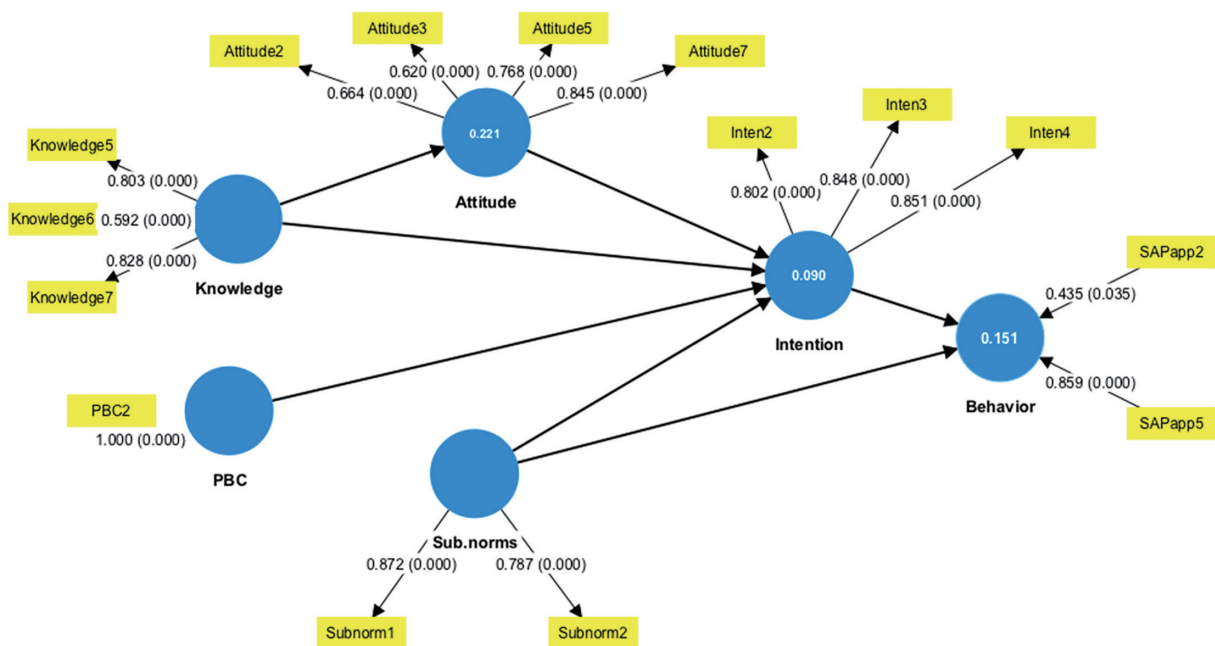 Attitude2
Attitude3
Attitude5
Attitude7
0.664 (0.000)
0.620 (0.000)
0.768 (0.000)
0.845 (0.000)
0.221
Attitude
Knowledge5
Knowledge6
Knowledge7
0.803 (0.000)
0.592 (0.000)
0.828 (0.000)
Knowledge
Inten2
Inten3
Inten4
0.802 (0.000)
0.848 (0.000)
0.851 (0.000)
0.090
Intention
SAPapp2
0.435 (0.035)
0.151
0.859 (0.000)
Behavior
SAPapp5
PBC2
1.000 (0.000)
PBC
Sub.norms
0.872 (0.000)
0.787 (0.000)
Subnorm1
Subnorm2